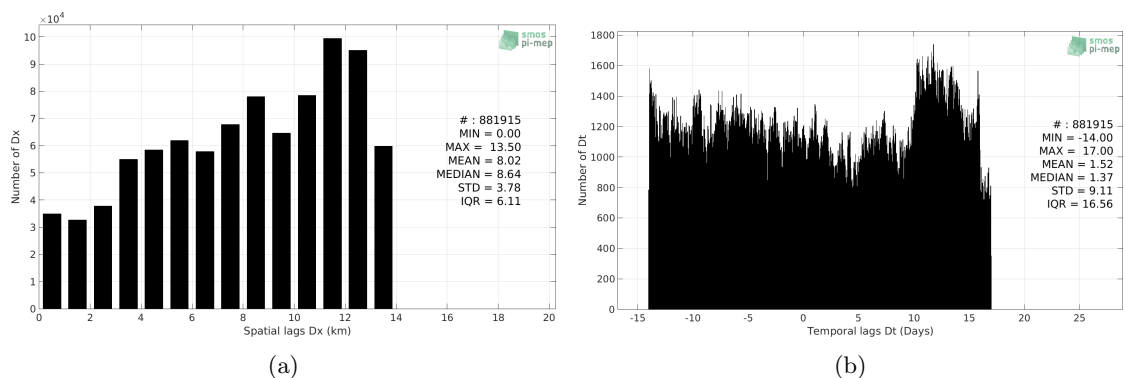 ×10⁴
10
9
8
7
6
5
4
3
2
1
0
Number of Dx
0 2 4 6 8 10 12 14 16 18 20
Spatial lags Dx (km)
smos
pi-mep
# : 881915
MIN = 0.00
MAX = 13.50
MEAN = 8.02
MEDIAN = 8.64
STD = 3.78
IQR = 6.11
(a)
1800
1600
1400
1200
1000
800
600
400
200
0
Number of Dt
-15 -10 -5 0 5 10 15 20 25
Temporal lags Dt (Days)
smos
pi-mep
# : 881915
MIN = -14.00
MAX = 17.00
MEAN = 1.52
MEDIAN = 1.37
STD = 9.11
IQR = 16.56
(b)